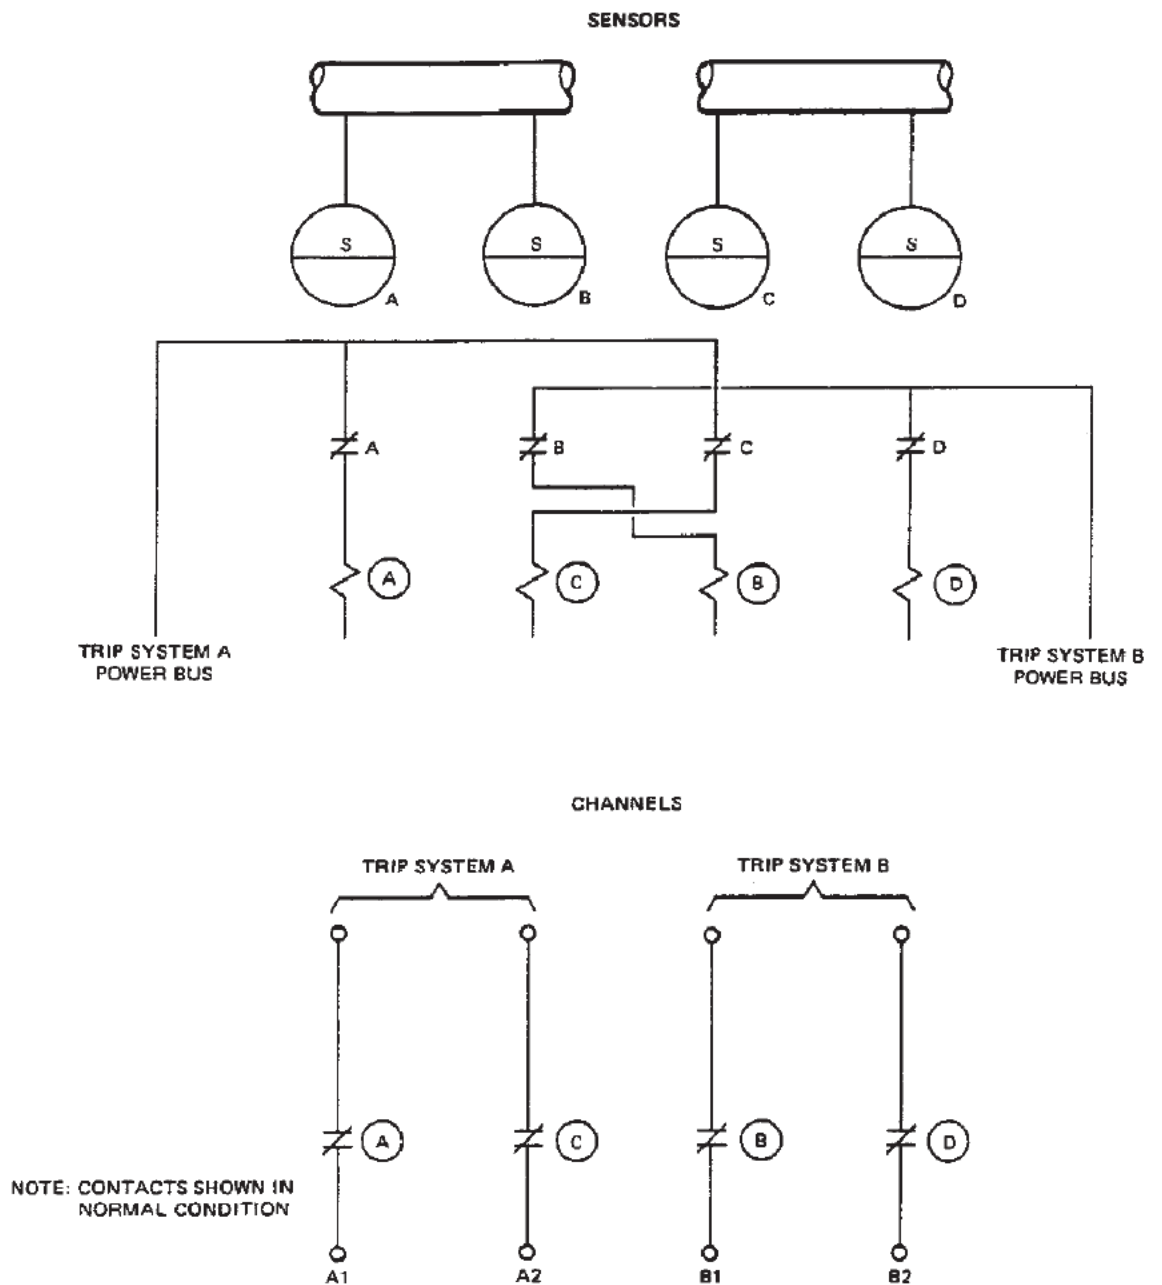 SENSORS
S
S
S
S
A
B
C
D
A
B
C
D
A
C
B
D
TRIP SYSTEM A
POWER BUS
TRIP SYSTEM B
POWER BUS
CHANNELS
TRIP SYSTEM A
TRIP SYSTEM B
A
C
B
D
NOTE: CONTACTS SHOWN IN
NORMAL CONDITION
A1
A2
B1
B2